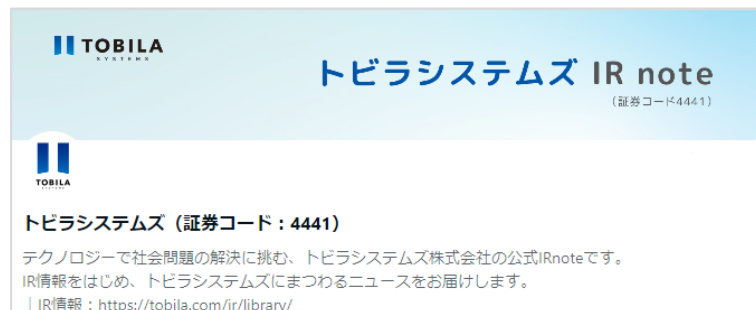 TOBILA
SYSTEMS
トビラシステムズ IR note
(証券コード4441)
TOBILA
SYSTEMS
トビラシステムズ（証券コード：4441）
テクノロジーで社会問題の解決に挑む、トビラシステムズ株式会社の公式IRnoteです。
IR情報をはじめ、トビラシステムズにまつわるニュースをお届けします。
｜IR情報：https://tobila.com/ir/library/